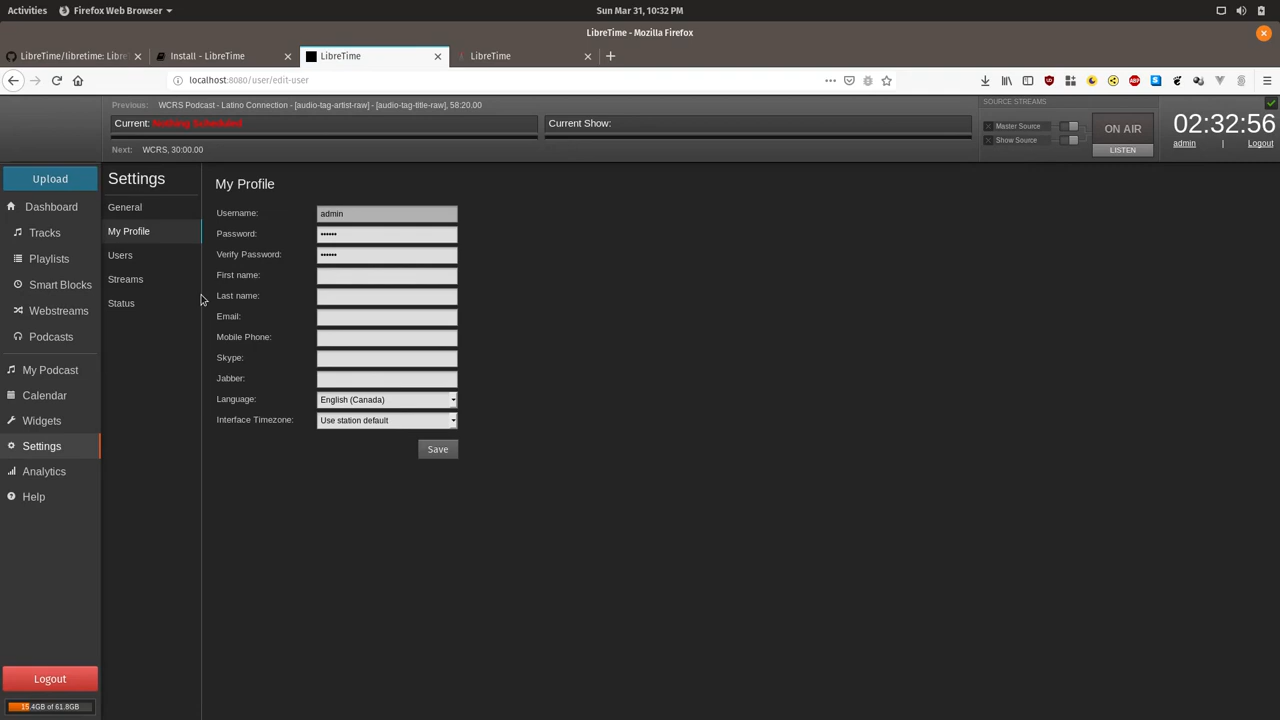 Activities
Firefox Web Browser
Sun Mar 31, 10:32 PM
LibreTime - Mozilla Firefox
LibreTime/libretime: Libre
Install - LibreTime
LibreTime
LibreTime
localhost:8080/user/edit-user
Previous: WCRS Podcast - Latino Connection - [audio-tag-artist-raw] - [audio-tag-title-raw], 58:20.00
Current: Nothing Scheduled
Current Show:
Next: WCRS, 30:00.00
SOURCE STREAMS
Master Source
Show Source
ON AIR
LISTEN
02:32:56
admin | Logout
Upload
Dashboard
Tracks
Playlists
Smart Blocks
Webstreams
Podcasts
My Podcast
Calendar
Widgets
Settings
Analytics
Help
Logout
15.4GB of 61.8GB
Settings
General
My Profile
Users
Streams
Status
My Profile
Username: admin
Password: ••••••
Verify Password: ••••••
First name:
Last name:
Email:
Mobile Phone:
Skype:
Jabber:
Language: English (Canada)
Interface Timezone: Use station default
Save